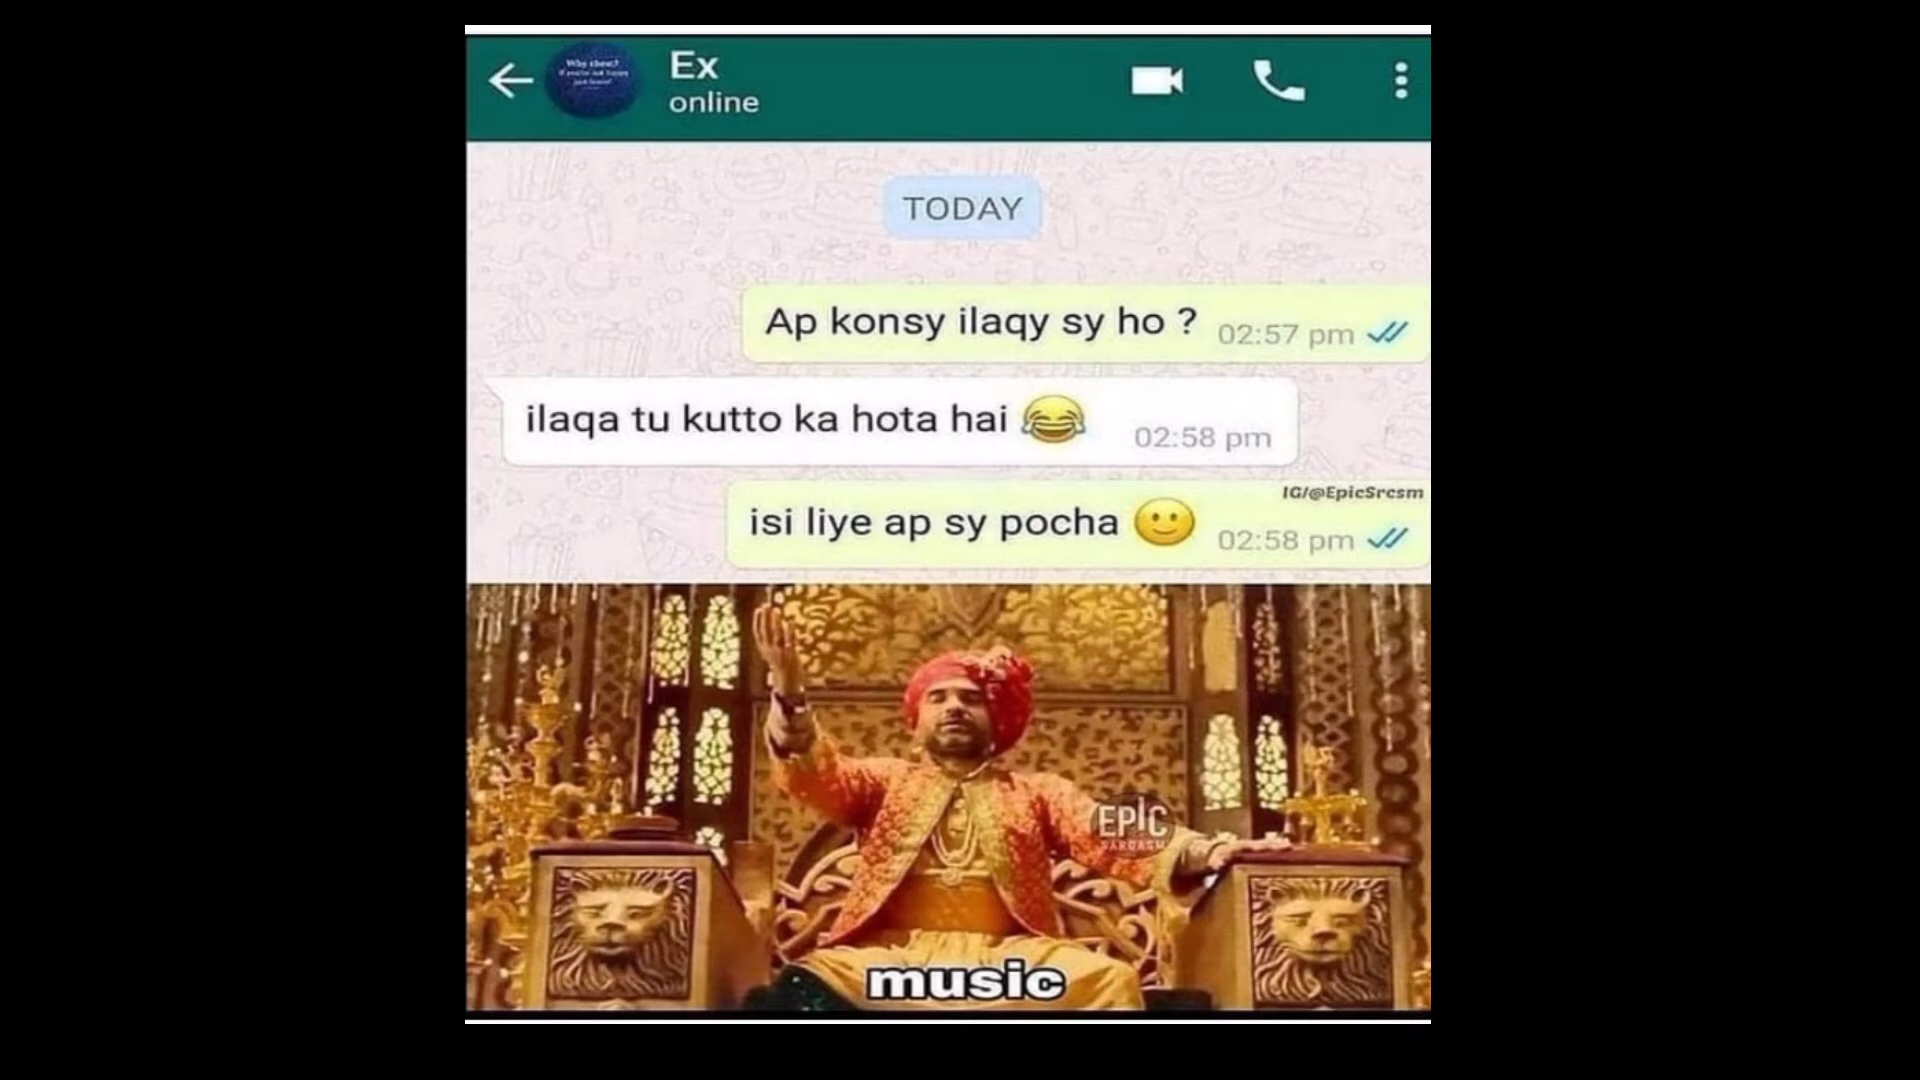 Ex
online
TODAY
Ap konsy ilaqy sy ho ? 02:57 pm
ilaqa tu kutto ka hota hai 😂 02:58 pm
IG/@EpicSrcsm
isi liye ap sy pocha 🙂 02:58 pm
EPIC
SARCASM
music